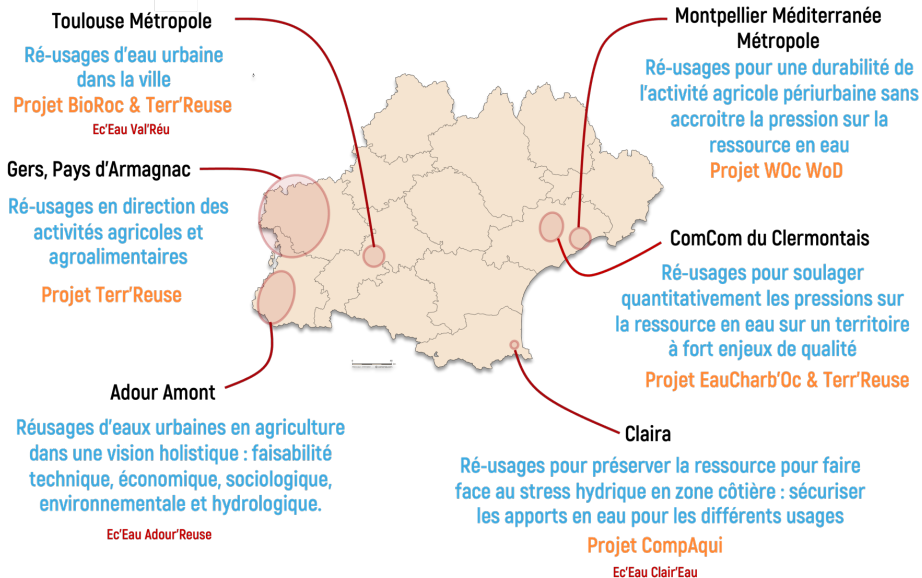 Toulouse Métropole
Ré-usages d'eau urbaine
dans la ville
Projet BioRoc & Terr'Reuse
Ec'Eau Val'Réu
Gers, Pays d'Armagnac
Ré-usages en direction des
activités agricoles et
agroalimentaires
Projet Terr'Reuse
Adour Amont
Réusages d'eaux urbaines en agriculture
dans une vision holistique : faisabilité
technique, économique, sociologique,
environnementale et hydrologique.
Ec'Eau Adour'Reuse
Montpellier Méditerranée
Métropole
Ré-usages pour une durabilité de
l'activité agricole périurbaine sans
accroitre la pression sur la
ressource en eau
Projet WOc WoD
ComCom du Clermontais
Ré-usages pour soulager
quantitativement les pressions sur
la ressource en eau sur un territoire
à fort enjeux de qualité
Projet EauCharb'Oc & Terr'Reuse
Claira
Ré-usages pour préserver la ressource pour faire
face au stress hydrique en zone côtière : sécuriser
les apports en eau pour les différents usages
Projet CompAqui
Ec'Eau Clair'Eau